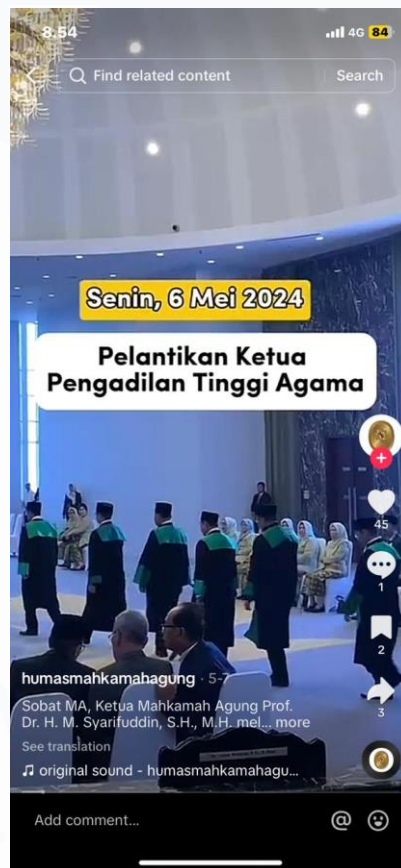 8.54
4G 84
Find related content
Search
Senin, 6 Mei 2024
Pelantikan Ketua
Pengadilan Tinggi Agama
45
1
2
3
humasmahkamahagung · 5-7
Sobat MA, Ketua Mahkamah Agung Prof.
Dr. H. M. Syarifuddin, S.H., M.H. mel... more
See translation
original sound - humasmahkamahagu...
Add comment...
@